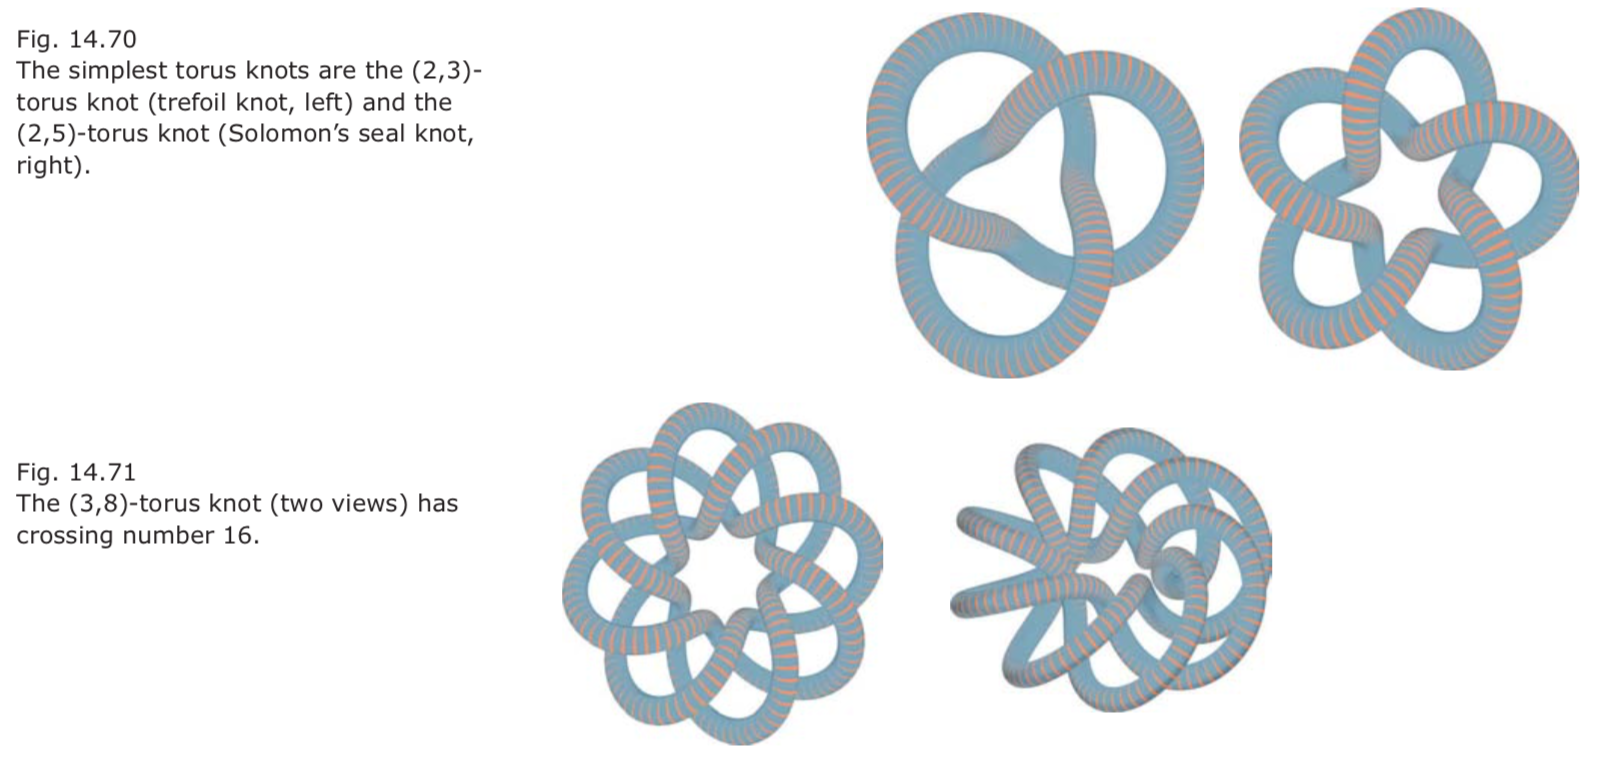 Fig. 14.70
The simplest torus knots are the (2,3)-
torus knot (trefoil knot, left) and the
(2,5)-torus knot (Solomon’s seal knot,
right).
Fig. 14.71
The (3,8)-torus knot (two views) has
crossing number 16.